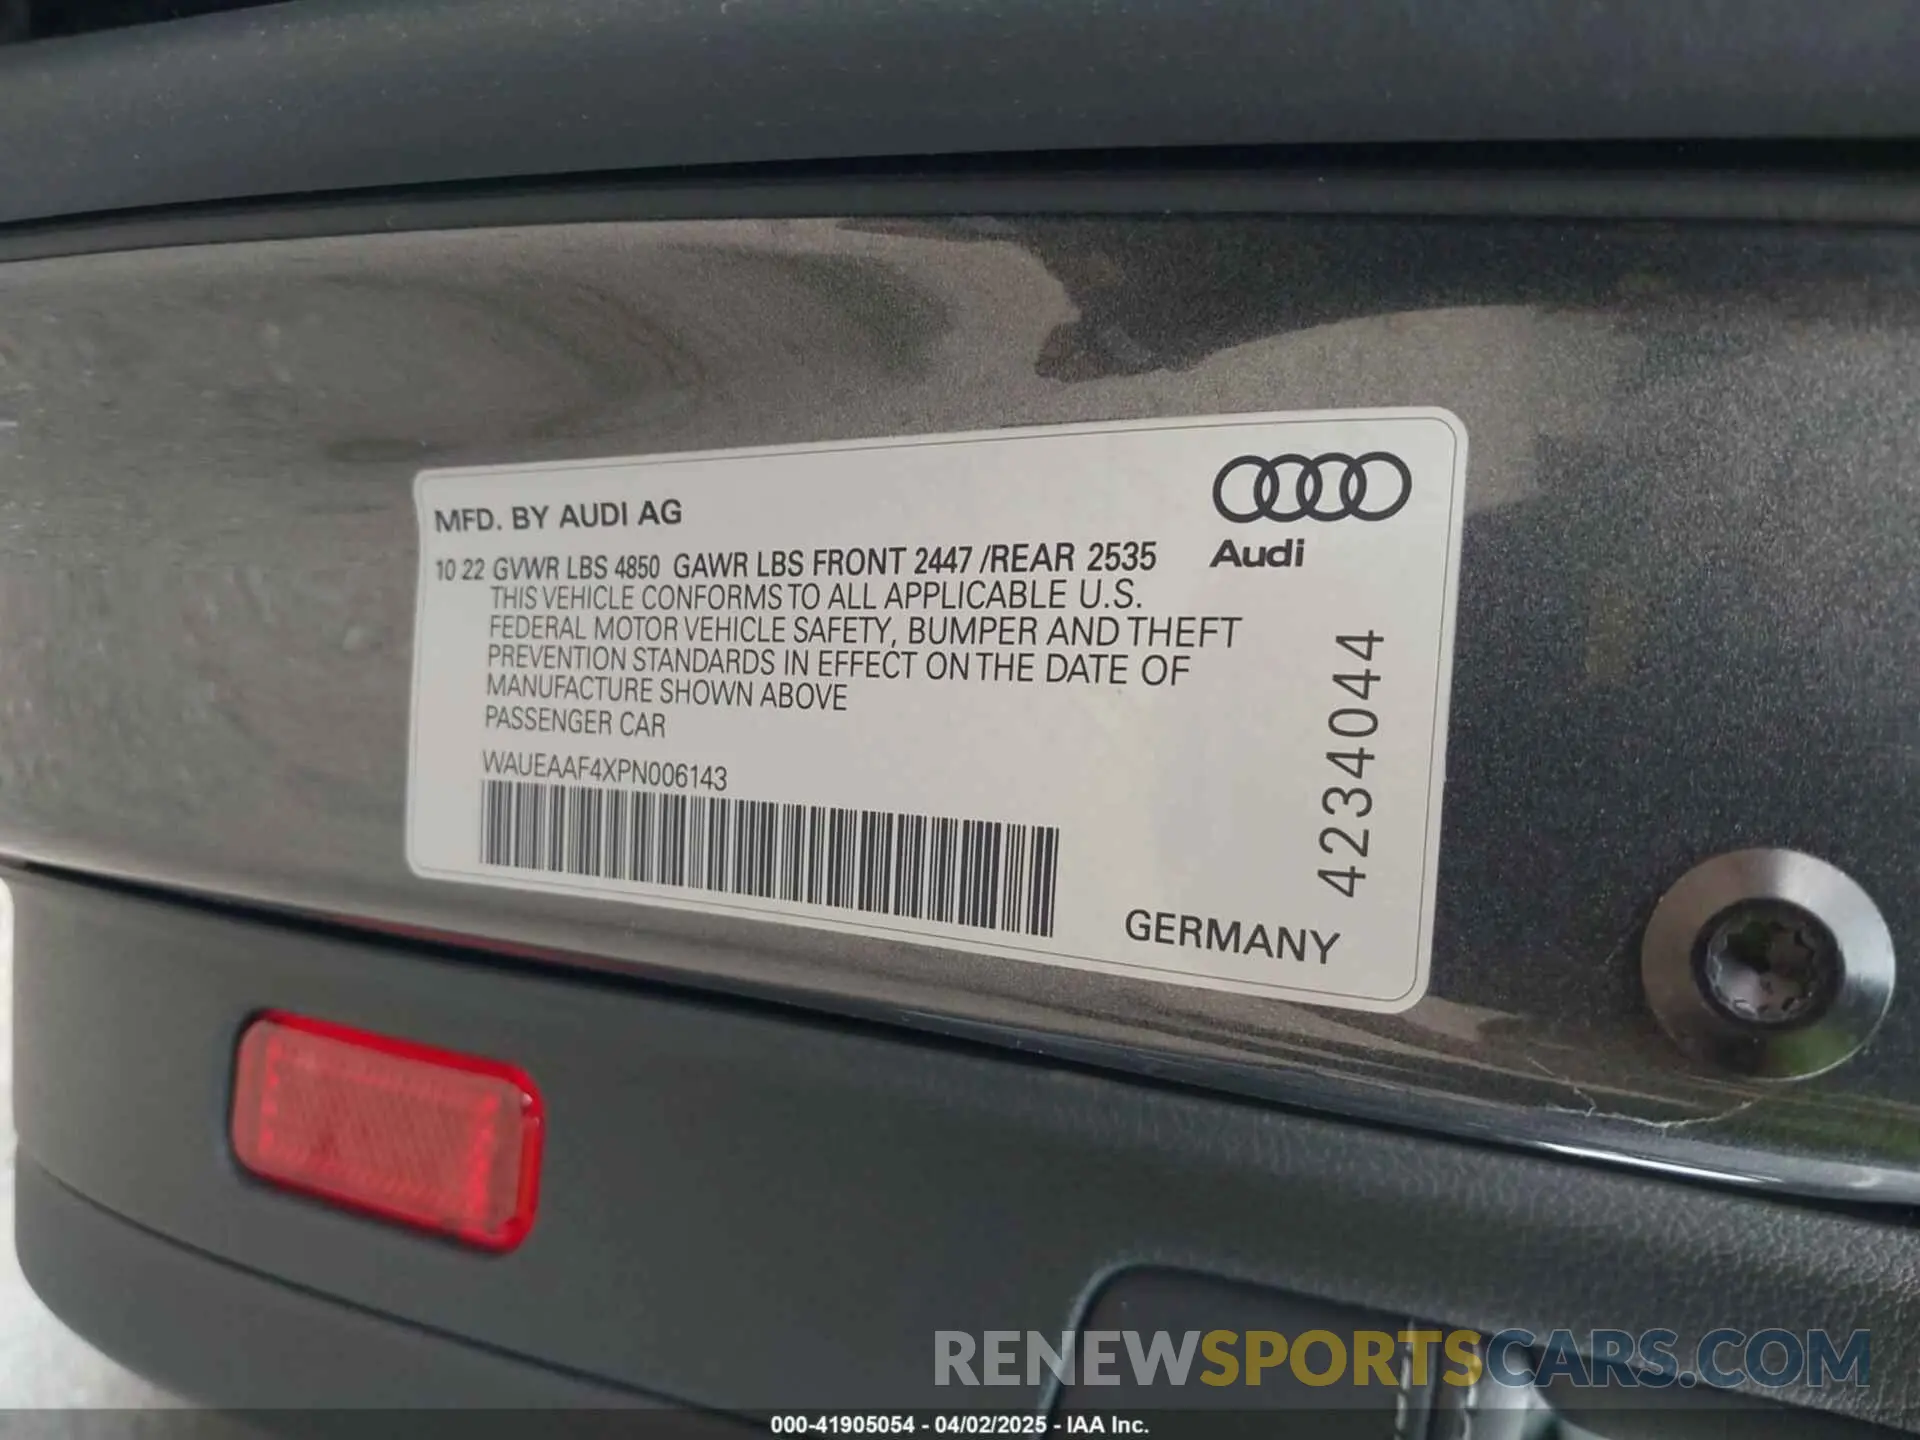 MFD. BY AUDI AG
Audi
10 22 GVWR LBS 4850 GAWR LBS FRONT 2447 /REAR 2535
THIS VEHICLE CONFORMS TO ALL APPLICABLE U.S.
FEDERAL MOTOR VEHICLE SAFETY, BUMPER AND THEFT
PREVENTION STANDARDS IN EFFECT ON THE DATE OF
MANUFACTURE SHOWN ABOVE
PASSENGER CAR
WAUEAAF4XPN006143
4234044
GERMANY
RENEWSPORTSCARS.COM
000-41905054 - 04/02/2025 - IAA Inc.